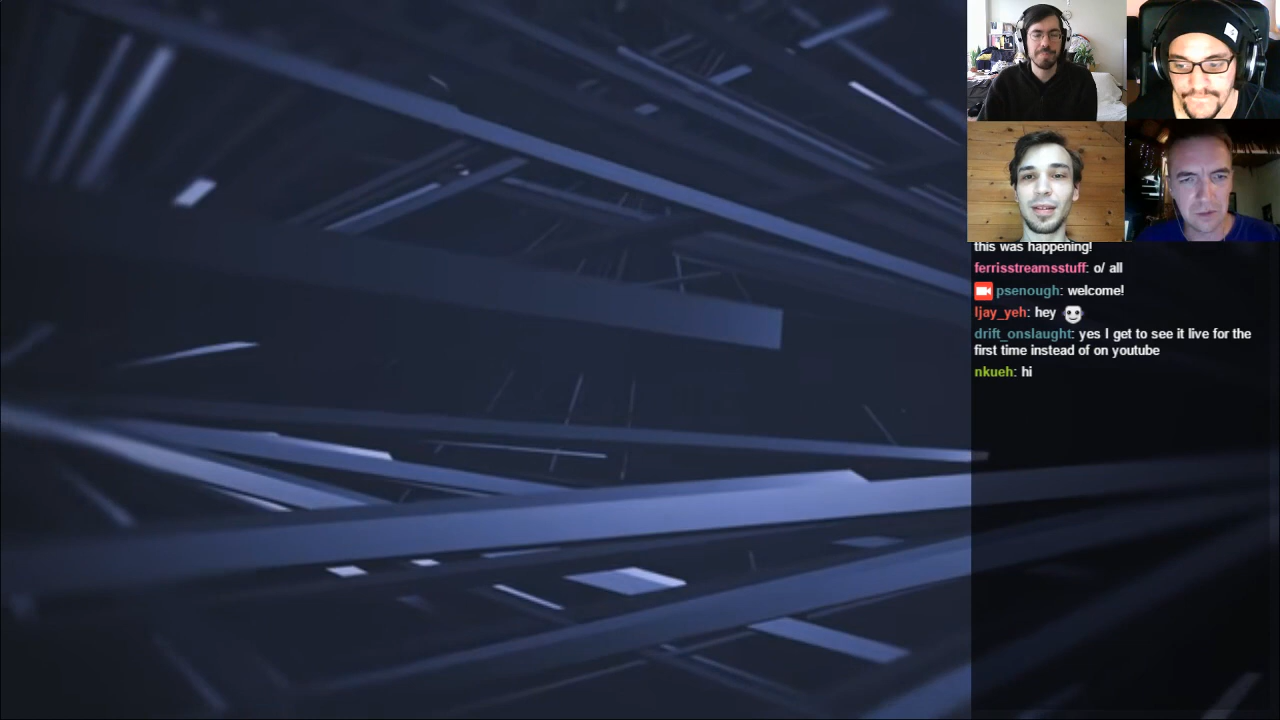 this was happening!
ferrisstreamsstuff: o/ all
psenough: welcome!
ljay_yeh: hey
drift_onslaught: yes I get to see it live for the
first time instead of on youtube
nkueh: hi